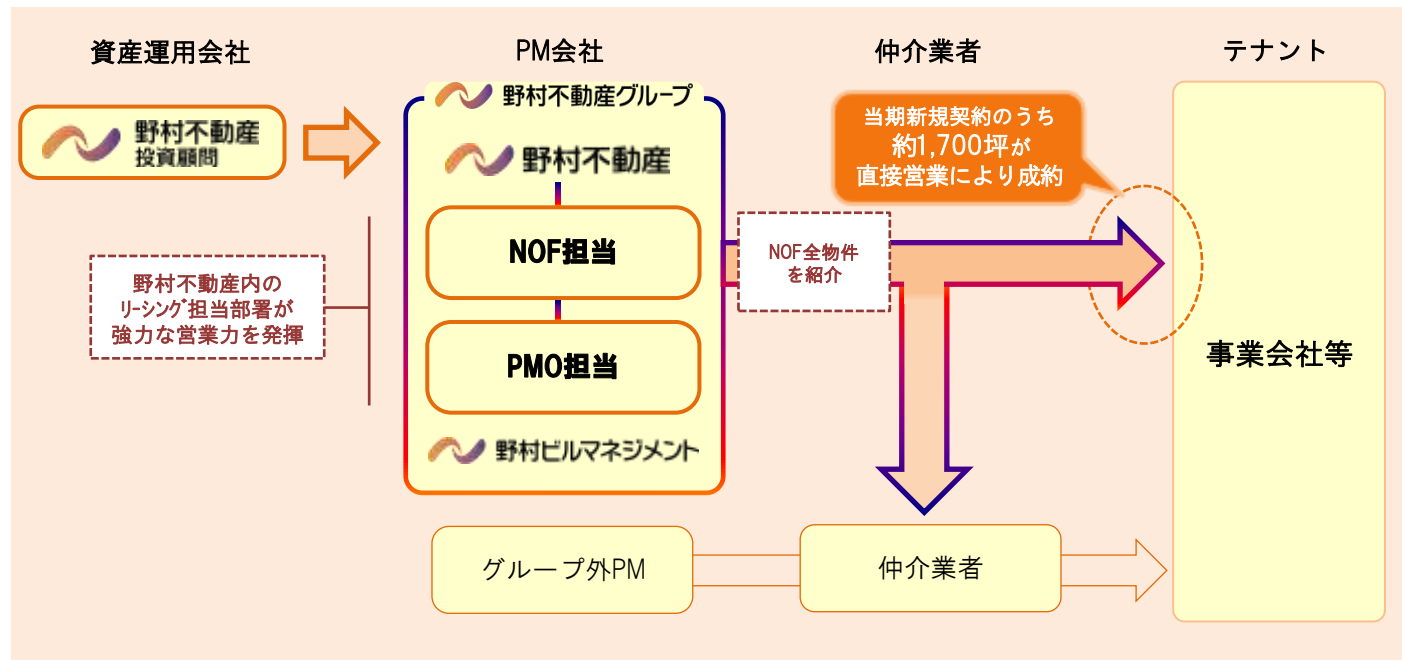 資産運用会社
PM会社
仲介業者
テナント
野村不動産
投資顧問
野村不動産グループ
野村不動産
NOF担当
PMO担当
野村ビルマネジメント
野村不動産内の
ﾘｰｼﾝｸﾞ担当部署が
強力な営業力を発揮
NOF全物件
を紹介
当期新規契約のうち
約1,700坪が
直接営業により成約
事業会社等
グループ外PM
仲介業者